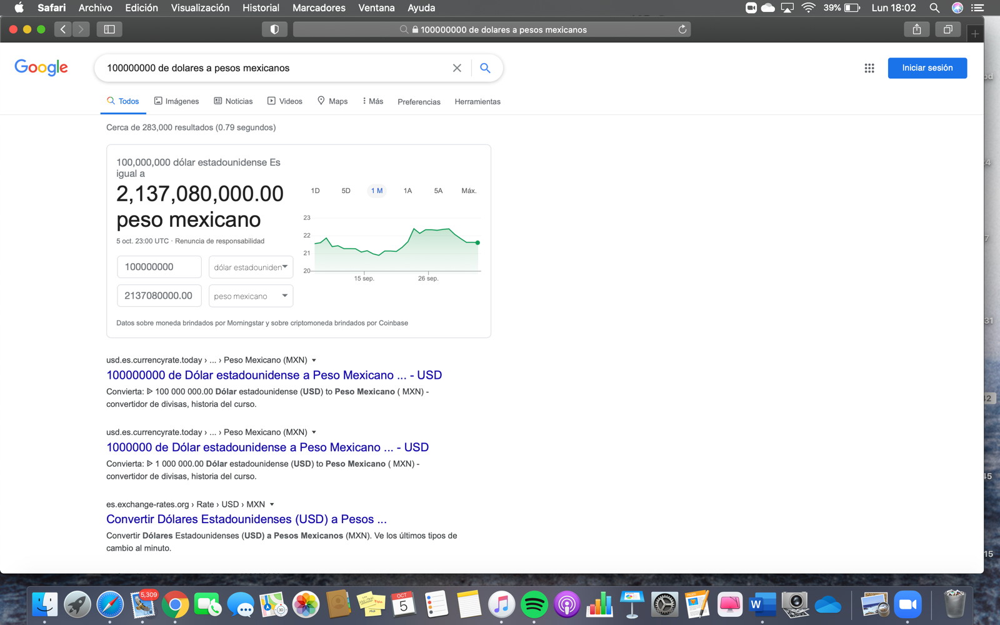 Safari Archivo Edición Visualización Historial Marcadores Ventana Ayuda 39% Lun 18:02
100000000 de dolares a pesos mexicanos
Google
100000000 de dolares a pesos mexicanos
Iniciar sesión
Todos Imágenes Noticias Videos Maps Más Preferencias Herramientas
Cerca de 283,000 resultados (0.79 segundos)
100,000,000 dólar estadounidense Es
igual a
2,137,080,000.00
peso mexicano
5 oct. 23:00 UTC · Renuncia de responsabilidad
100000000 dólar estadouniden
2137080000.00 peso mexicano
1D 5D 1 M 1A 5A Máx.
23
22
21
20
15 sep. 26 sep.
Datos sobre moneda brindados por Morningstar y sobre criptomoneda brindados por Coinbase
usd.es.currencyrate.today › ... › Peso Mexicano (MXN)
100000000 de Dólar estadounidense a Peso Mexicano ... - USD
Convierta: ᐈ 100 000 000.00 Dólar estadounidense (USD) to Peso Mexicano ( MXN) -
convertidor de divisas, historia del curso.
usd.es.currencyrate.today › ... › Peso Mexicano (MXN)
1000000 de Dólar estadounidense a Peso Mexicano ... - USD
Convierta: ᐈ 1 000 000.00 Dólar estadounidense (USD) to Peso Mexicano ( MXN) -
convertidor de divisas, historia del curso.
es.exchange-rates.org › Rate › USD › MXN
Convertir Dólares Estadounidenses (USD) a Pesos ...
Convertir Dólares Estadounidenses (USD) a Pesos Mexicanos (MXN). Ve los últimos tipos de
cambio al minuto.
5,309
OCT
5
W